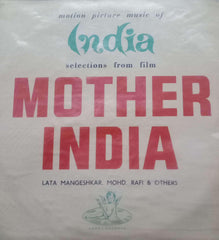 motion picture music of
India
selections from film
MOTHER
INDIA
LATA MANGESHKAR, MOHD. RAFI & OTHERS